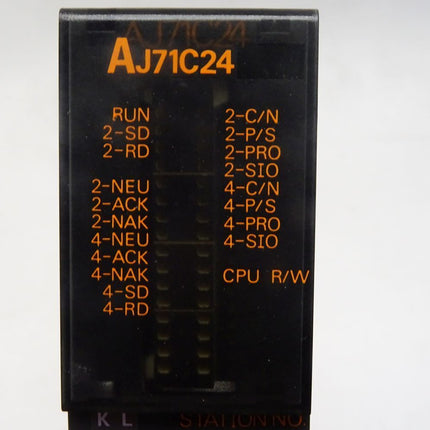 AJ71C24
RUN
2-SD
2-RD
2-NEU
2-ACK
2-NAK
4-NEU
4-ACK
4-NAK
4-SD
4-RD
2-C/N
2-P/S
2-PRO
2-SIO
4-C/N
4-P/S
4-PRO
4-SIO
CPU R/W
K L STATION NO.